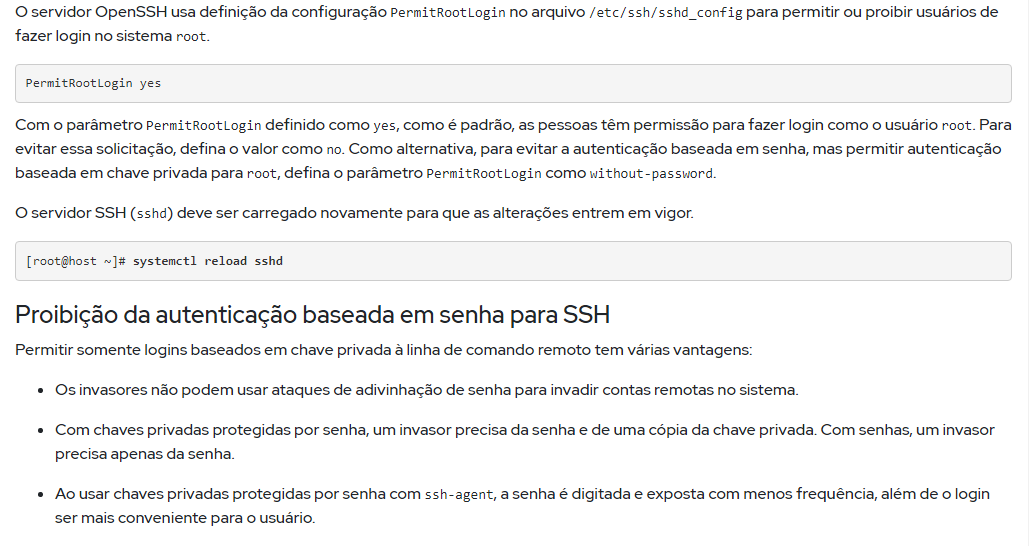 O servidor OpenSSH usa definição da configuração PermitRootLogin no arquivo /etc/ssh/sshd_config para permitir ou proibir usuários de
fazer login no sistema root.
PermitRootLogin yes
Com o parâmetro PermitRootLogin definido como yes, como é padrão, as pessoas têm permissão para fazer login como o usuário root. Para
evitar essa solicitação, defina o valor como no. Como alternativa, para evitar a autenticação baseada em senha, mas permitir autenticação
baseada em chave privada para root, defina o parâmetro PermitRootLogin como without-password.
O servidor SSH (sshd) deve ser carregado novamente para que as alterações entrem em vigor.
[root@host ~]# systemctl reload sshd
Proibição da autenticação baseada em senha para SSH
Permitir somente logins baseados em chave privada à linha de comando remoto tem várias vantagens:
• Os invasores não podem usar ataques de adivinhação de senha para invadir contas remotas no sistema.
• Com chaves privadas protegidas por senha, um invasor precisa da senha e de uma cópia da chave privada. Com senhas, um invasor
precisa apenas da senha.
• Ao usar chaves privadas protegidas por senha com ssh-agent, a senha é digitada e exposta com menos frequência, além de o login
ser mais conveniente para o usuário.